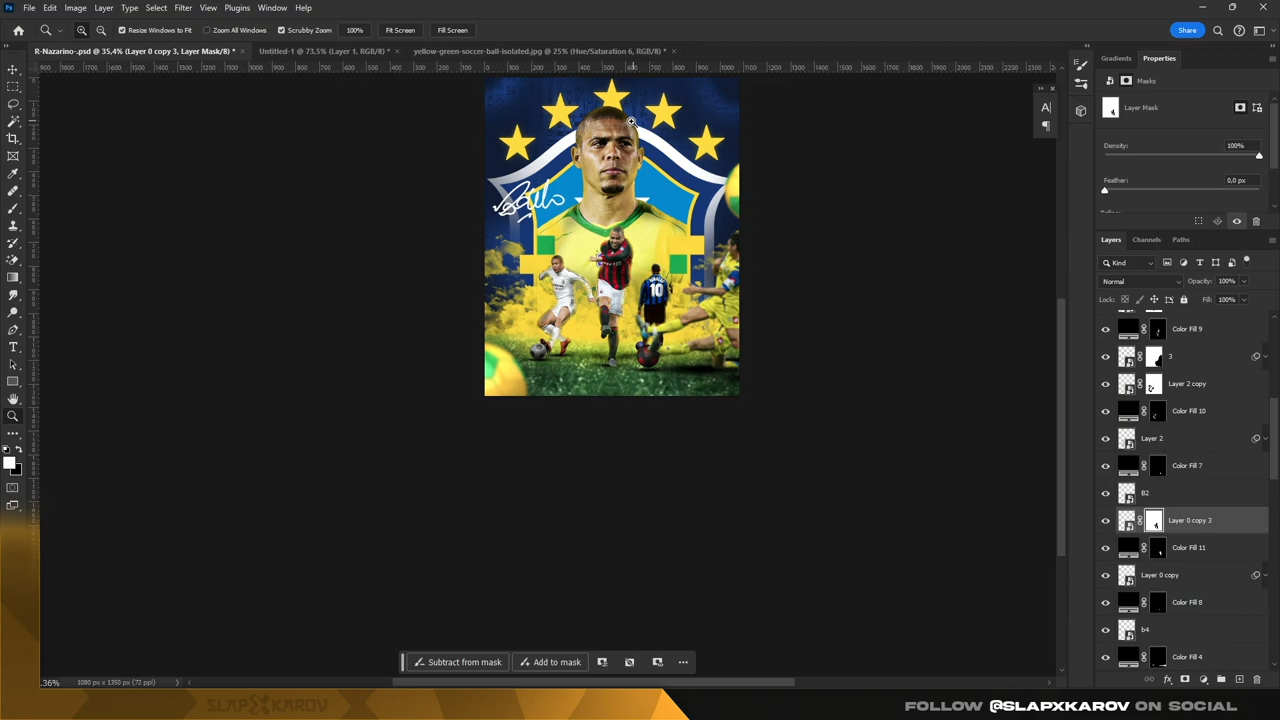 File Edit Image Layer Type Select Filter View Plugins Window Help
Resize Windows to Fit Zoom All Windows Scrubby Zoom 100% Fit Screen Fill Screen Share
R-Nazarino-.psd @ 35,4% (Layer 0 copy 3, Layer Mask/8) * × Untitled-1 @ 73,5% (Layer 1, RGB/8) * × yellow-green-soccer-ball-isolated.jpg @ 25% (Hue/Saturation 6, RGB/8) * ×
Gradients Properties
Masks
Layer Mask
Density: 100%
Feather: 0,0 px
Layers Channels Paths
Kind
Normal Opacity: 100%
Lock: Fill: 100%
Color Fill 9
3
Layer 2 copy
Color Fill 10
Layer 2
Color Fill 7
B2
Layer 0 copy 3
Color Fill 11
Layer 0 copy
Color Fill 8
b4
Color Fill 4
10
Subtract from mask Add to mask
1080 px x 1350 px (72 ppi)
SLAPXKAROV
FOLLOW @SLAPXKAROV ON SOCIAL